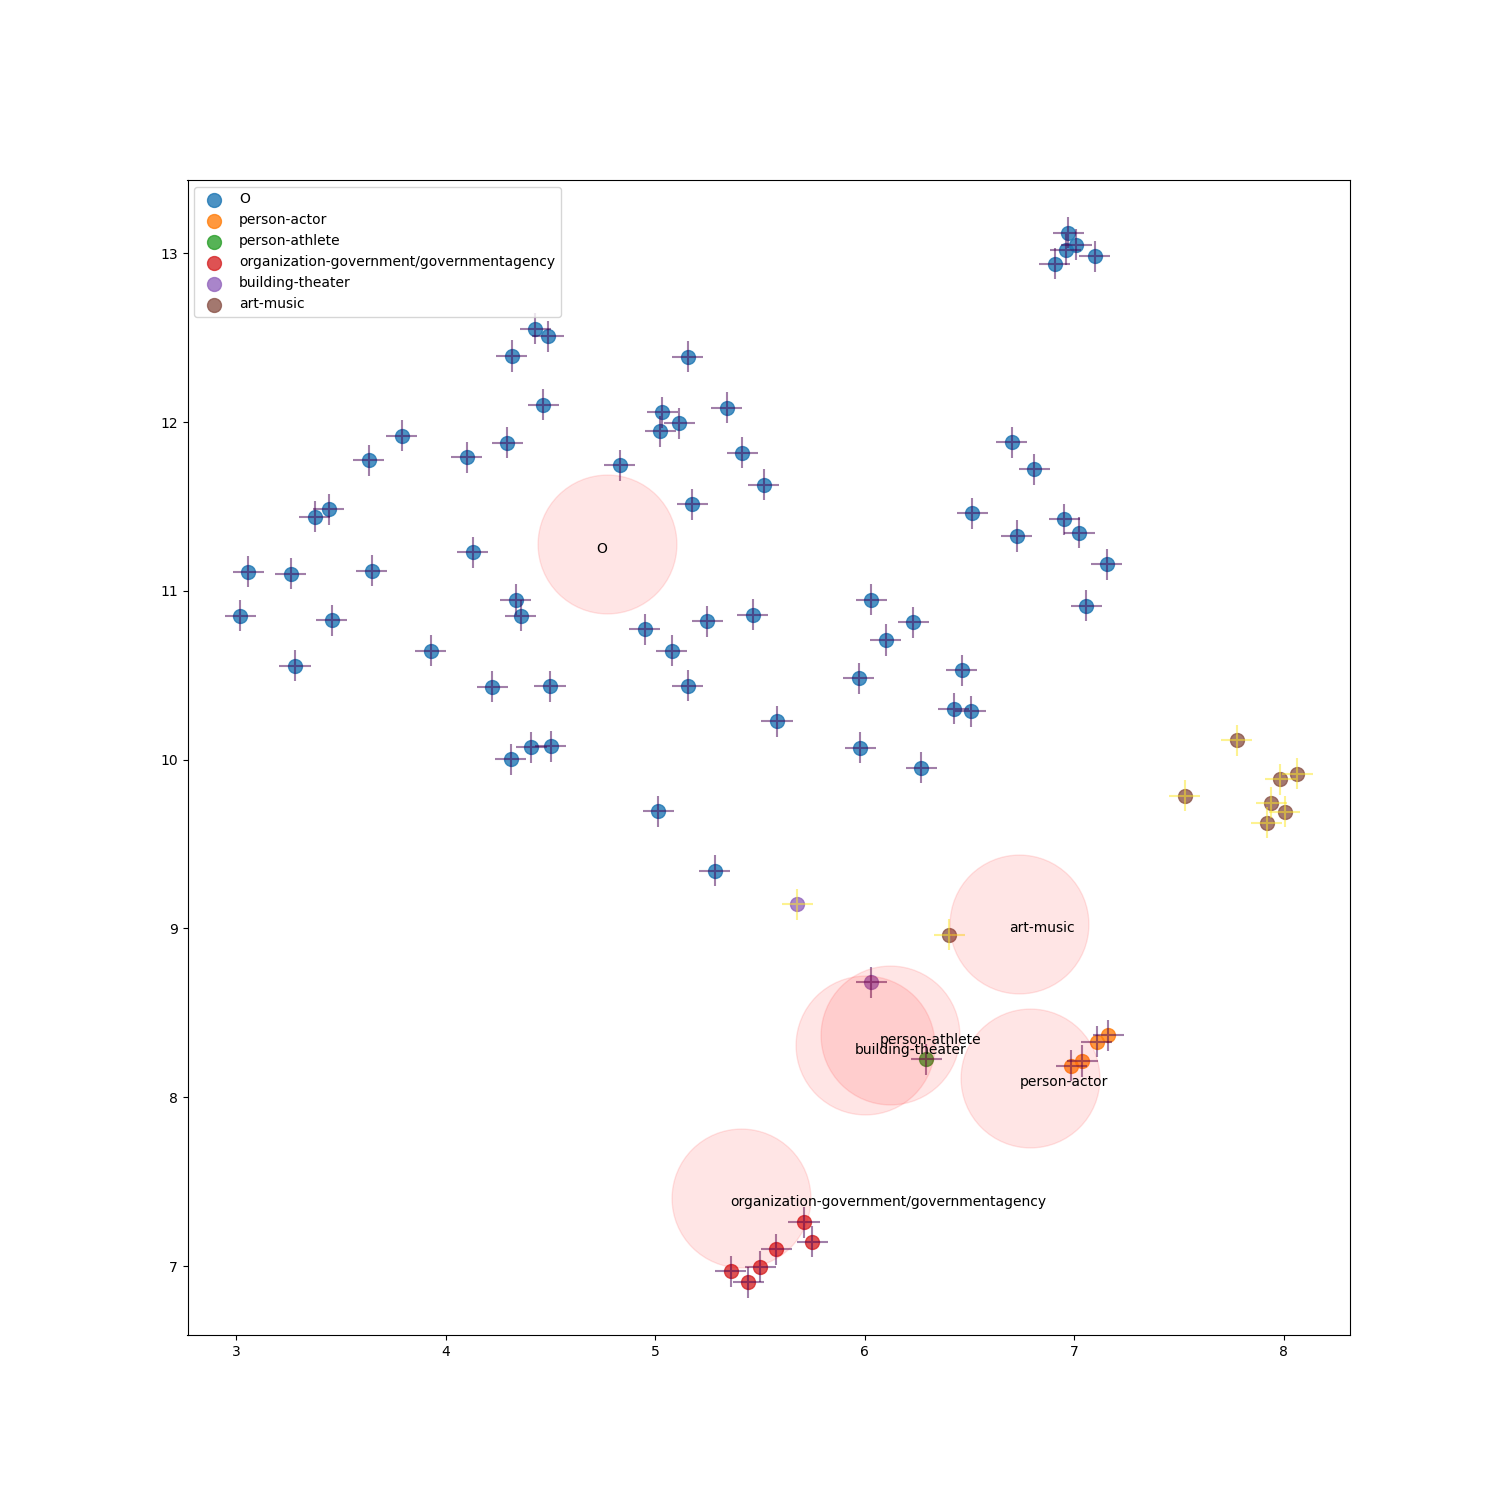 O
person-actor
person-athlete
organization-government/governmentagency
building-theater
art-music
13
12
11
10
9
8
7
O
art-music
person-athlete
building-theater
person-actor
organization-government/governmentagency
3 4 5 6 7 8